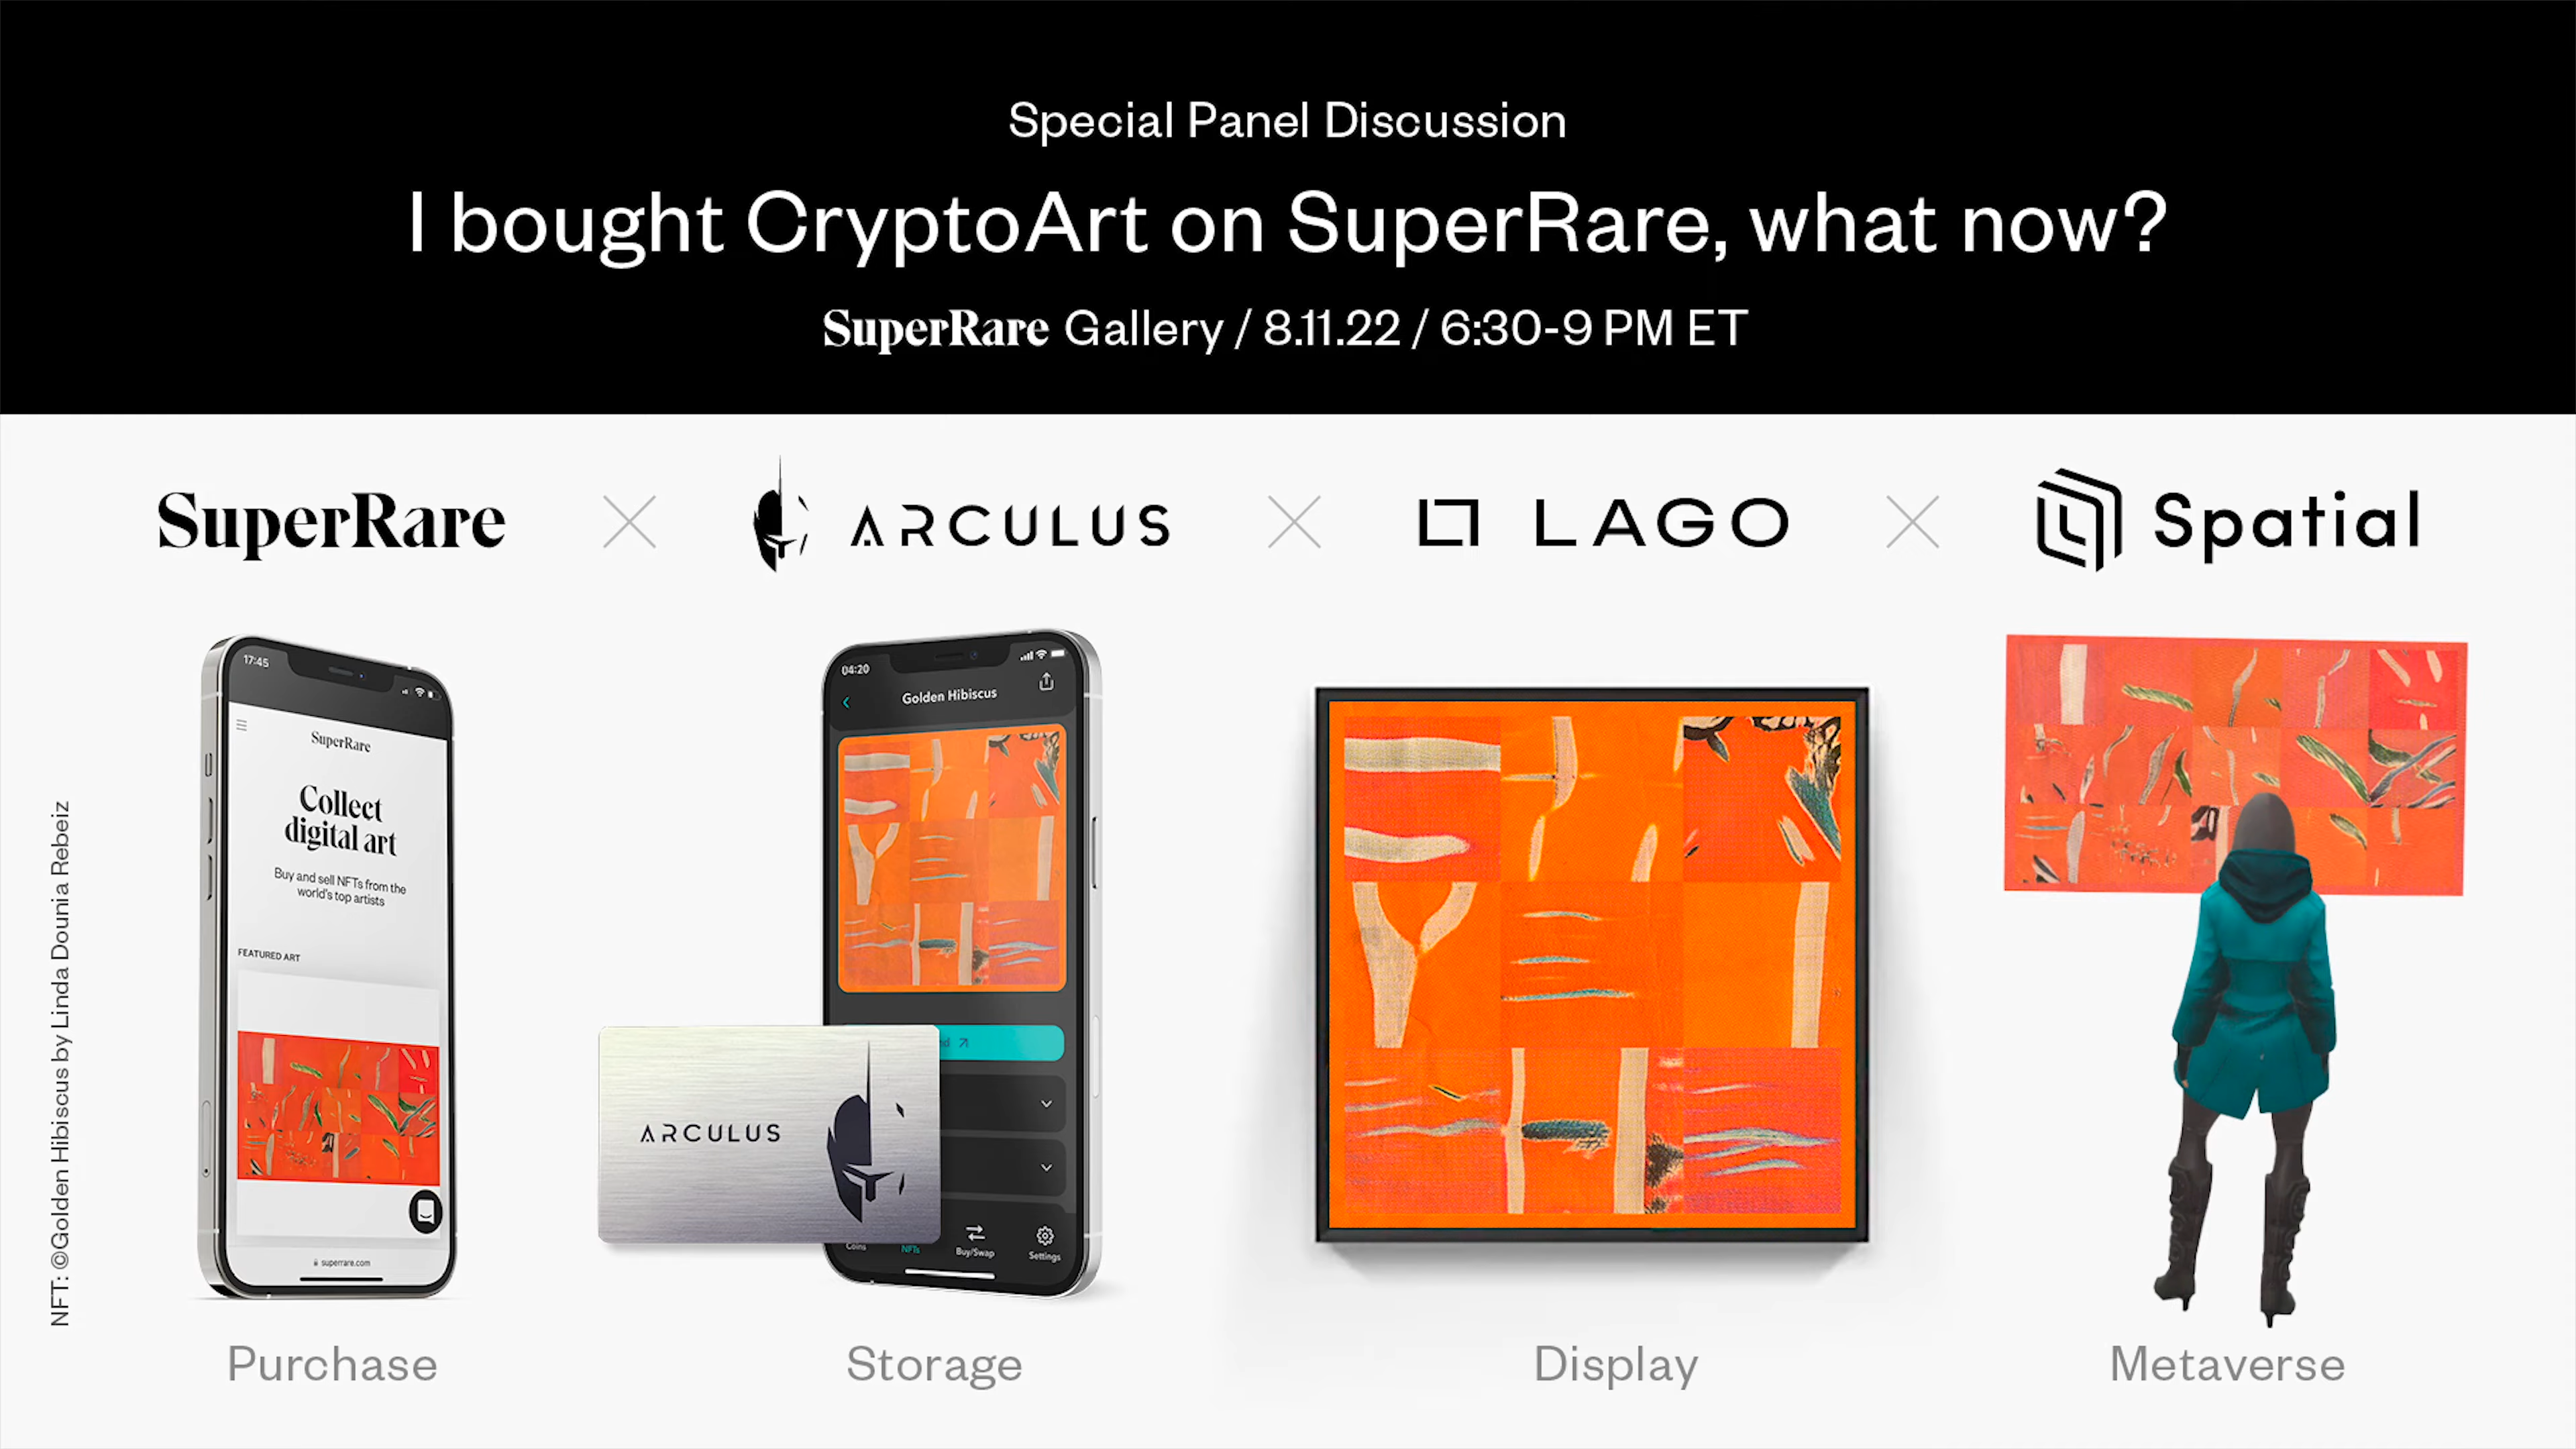 Special Panel Discussion
I bought CryptoArt on SuperRare, what now?
SuperRare Gallery / 8.11.22 / 6:30-9 PM ET
SuperRare
ARCULUS
LAGO
Spatial
17:45
SuperRare
Collect
digital art
Buy and sell NFTs from the
world's top artists
FEATURED ART
superrare.com
04:20
Golden Hibiscus
ARCULUS
Coins
NFTs
Buy/Swap
Settings
NFT: ©Golden Hibiscus by Linda Dounia Rebeiz
Purchase
Storage
Display
Metaverse